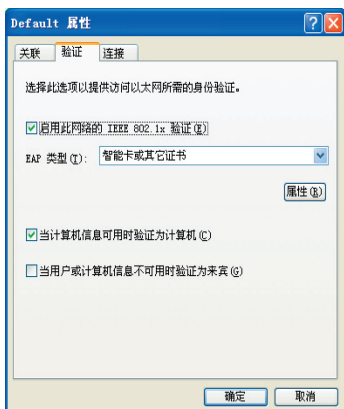 Default 属性
关联 验证 连接
选择此选项以提供访问以太网所需的身份验证。
启用此网络的 IEEE 802.1x 验证(E)
EAP 类型(T): 智能卡或其它证书
属性(R)
当计算机信息可用时验证为计算机(C)
当用户或计算机信息不可用时验证为来宾(G)
确定 取消